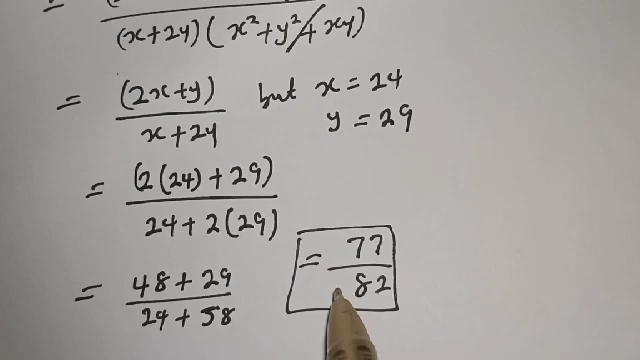 =
(x+2y)(x²+y²+xy)
= (2x+y) / x+2y but x = 24
y = 29
= (2(24)+29) / 24+2(29)
= 48+29 / 24+58
= 77 / 82